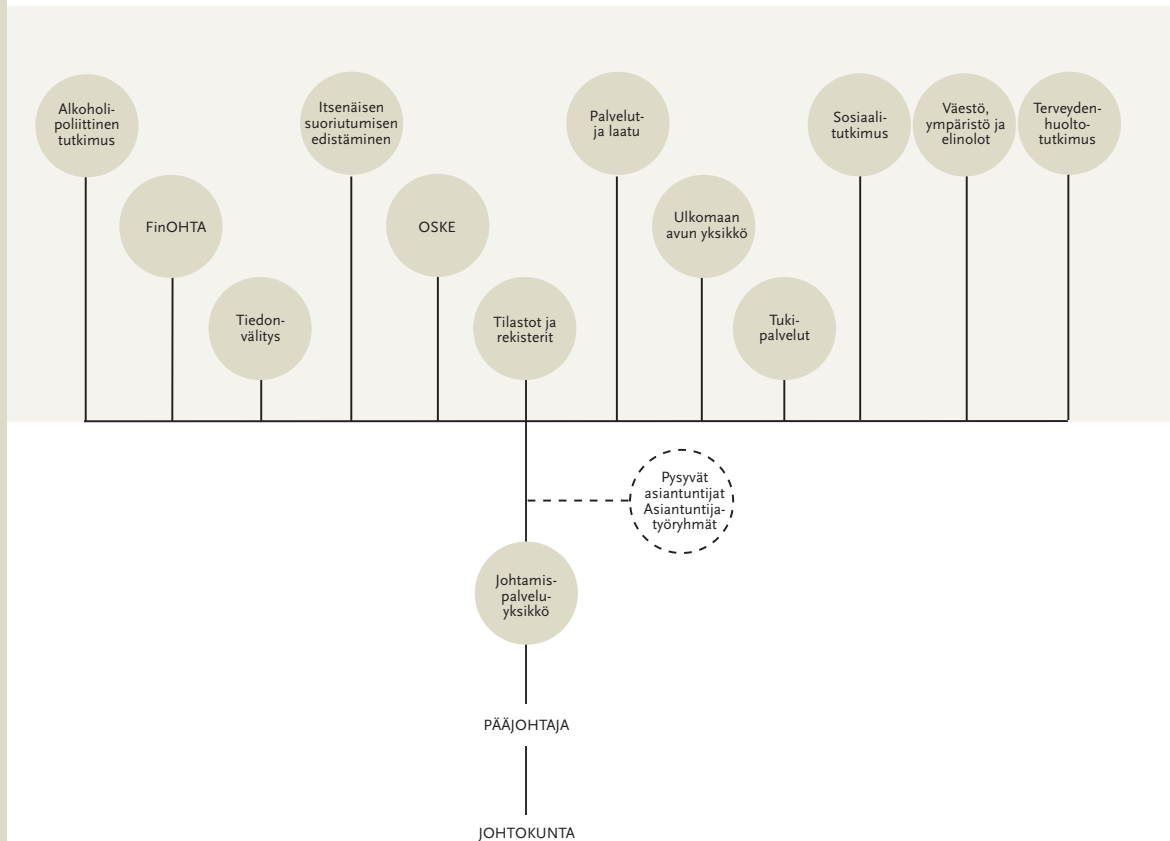 Alkoholi-
poliittinen
tutkimus
FinOHTA
Tiedon-
välitys
Itsenäisen
suoriutumisen
edistäminen
OSKE
Tilastot ja
rekisterit
Palvelut-
ja laatu
Ulkomaan
avun yksikkö
Tuki-
palvelut
Sosiaali-
tutkimus
Väestö,
ympäristö ja
elinolot
Terveyden-
huolto-
tutkimus
Pysyvät
asiantuntijat
Asiantuntija-
työryhmät
Johtamis-
palvelu-
yksikkö
PÄÄJOHTAJA
JOHTOKUNTA